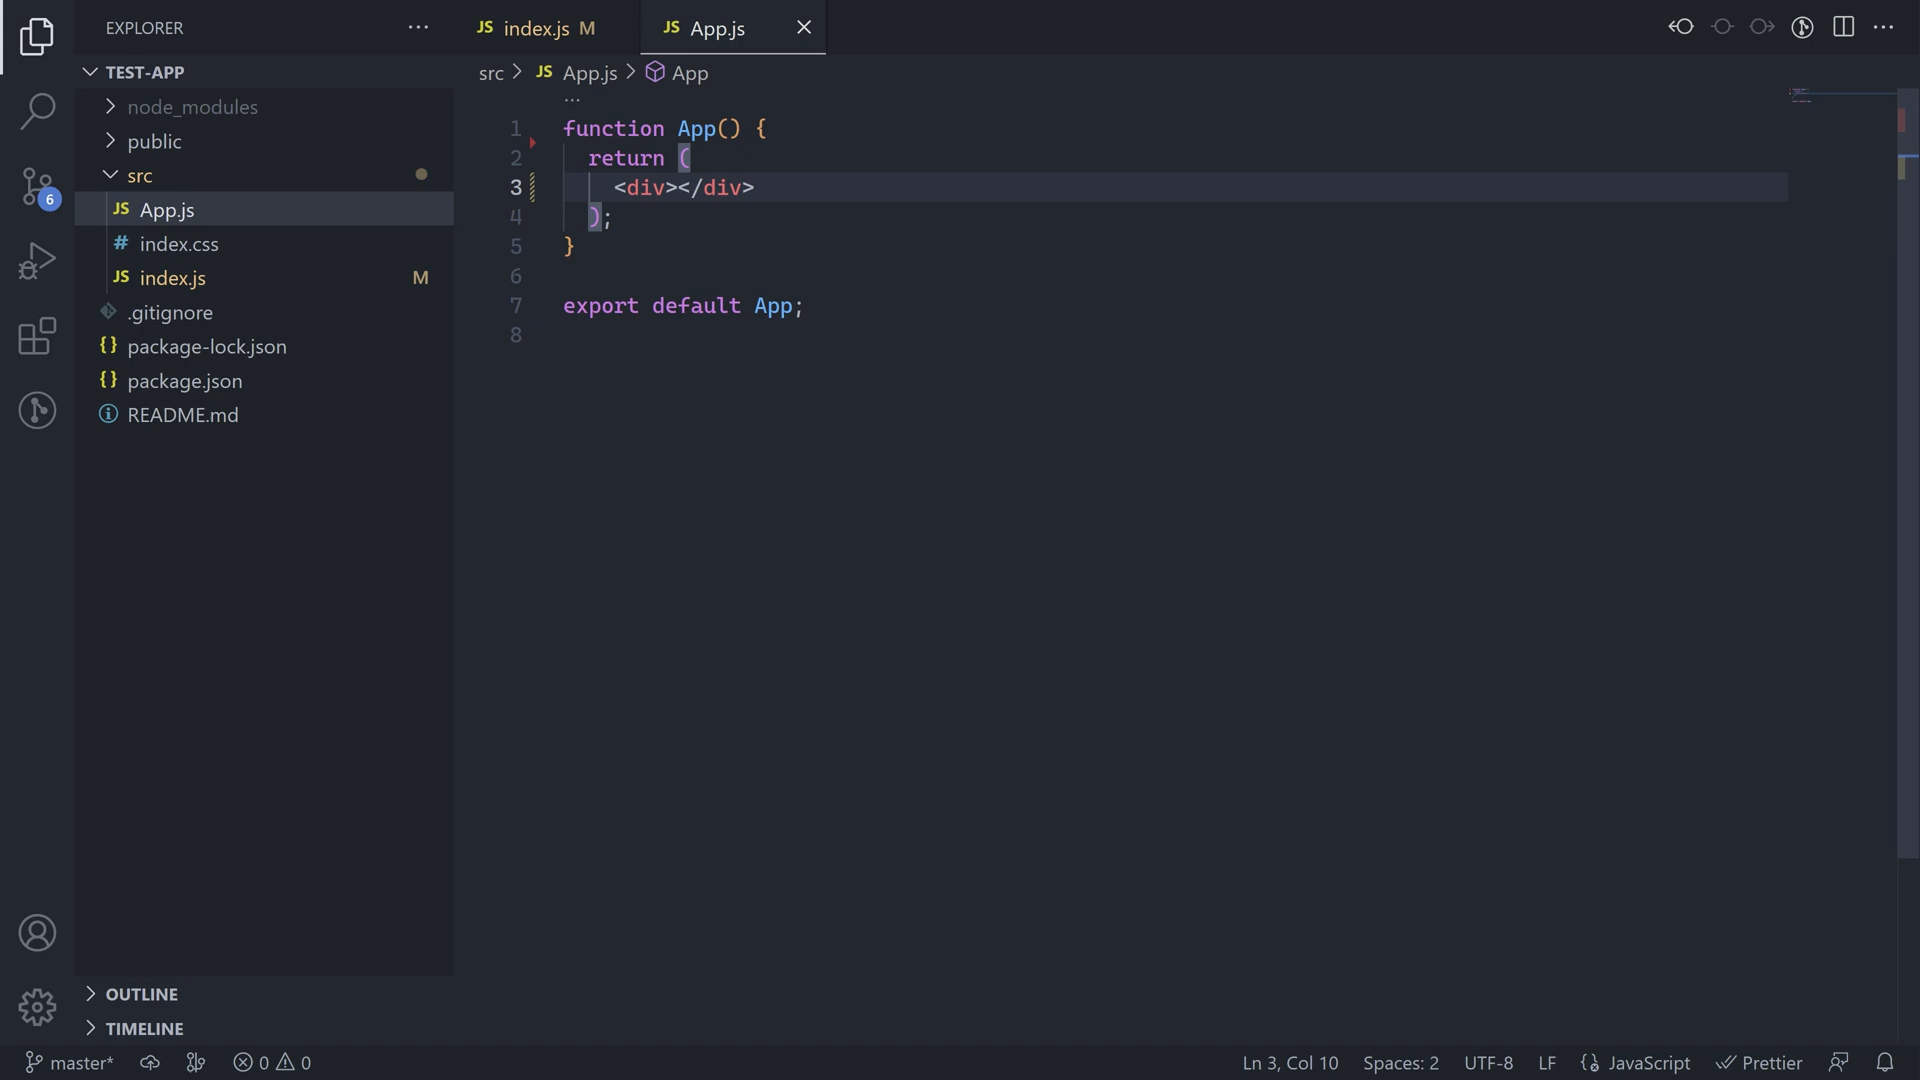 EXPLORER
TEST-APP
node_modules
public
src
JS App.js
# index.css
JS index.js M
.gitignore
{} package-lock.json
{} package.json
README.md
OUTLINE
TIMELINE
6
JS index.js M
JS App.js
src > JS App.js > App
...
1 function App() {
2 return (
3 <div></div>
4 );
5 }
6
7 export default App;
8
master* 0 0
Ln 3, Col 10 Spaces: 2 UTF-8 LF JavaScript Prettier